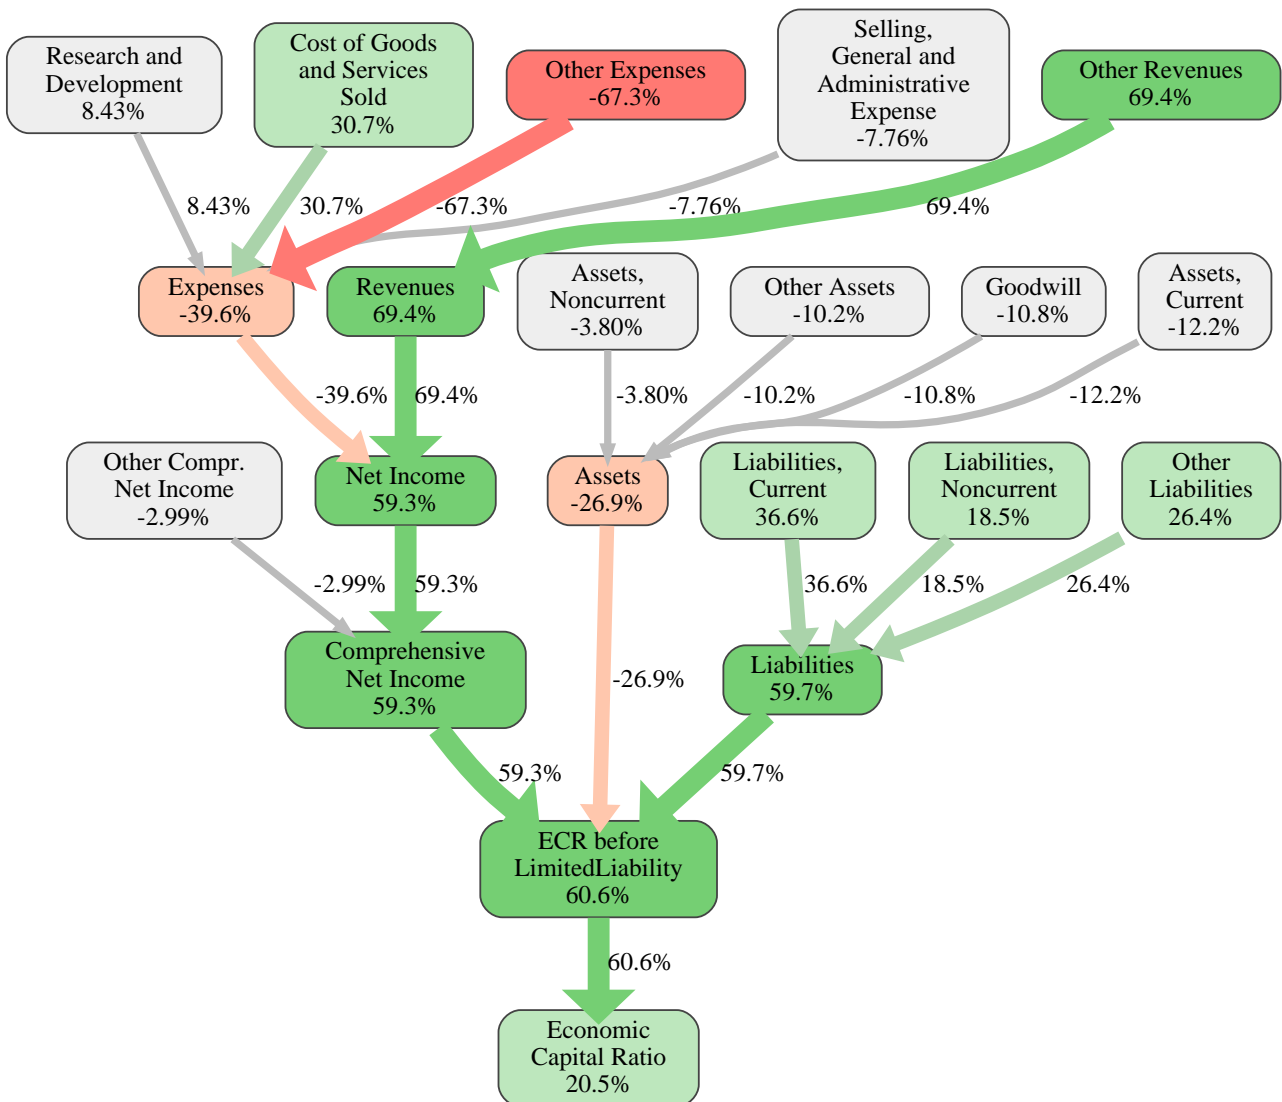 Research and
Development
8.43%
Cost of Goods
and Services
Sold
30.7%
Other Expenses
-67.3%
Selling,
General and
Administrative
Expense
-7.76%
Other Revenues
69.4%
8.43%
30.7%
-67.3%
-7.76%
69.4%
Expenses
-39.6%
Revenues
69.4%
Assets,
Noncurrent
-3.80%
Other Assets
-10.2%
Goodwill
-10.8%
Assets,
Current
-12.2%
-39.6%
69.4%
-3.80%
-10.2%
-10.8%
-12.2%
Other Compr.
Net Income
-2.99%
Net Income
59.3%
Assets
-26.9%
Liabilities,
Current
36.6%
Liabilities,
Noncurrent
18.5%
Other
Liabilities
26.4%
-2.99%
59.3%
36.6%
18.5%
26.4%
Comprehensive
Net Income
59.3%
-26.9%
Liabilities
59.7%
59.3%
59.7%
ECR before
LimitedLiability
60.6%
60.6%
Economic
Capital Ratio
20.5%